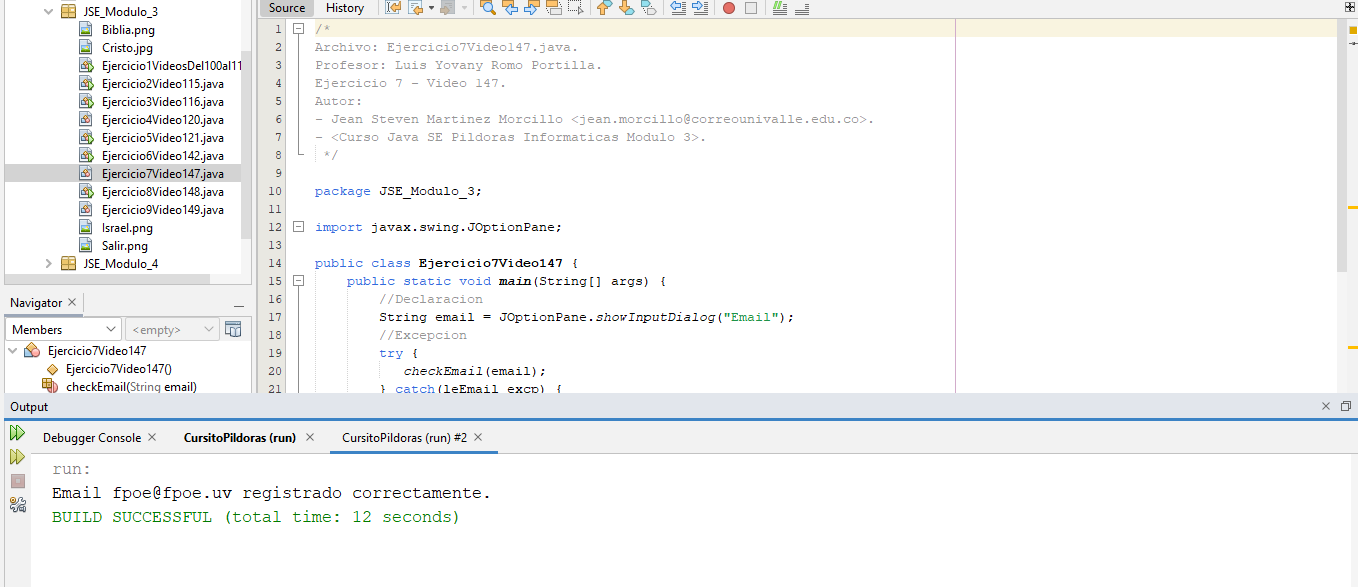 JSE_Modulo_3
Biblia.png
Cristo.jpg
Ejercicio1VideosDel100al11
Ejercicio2Video115.java
Ejercicio3Video116.java
Ejercicio4Video120.java
Ejercicio5Video121.java
Ejercicio6Video142.java
Ejercicio7Video147.java
Ejercicio8Video148.java
Ejercicio9Video149.java
Israel.png
Salir.png
JSE_Modulo_4
Navigator
Members <empty>
Ejercicio7Video147
Ejercicio7Video147()
checkEmail(String email)
Source History
1 /*
2 Archivo: Ejercicio7Video147.java.
3 Profesor: Luis Yovany Romo Portilla.
4 Ejercicio 7 - Video 147.
5 Autor:
6 - Jean Steven Martinez Morcillo <jean.morcillo@correounivalle.edu.co>.
7 - <Curso Java SE Pildoras Informaticas Modulo 3>.
8 */
9
10 package JSE_Modulo_3;
11
12 import javax.swing.JOptionPane;
13
14 public class Ejercicio7Video147 {
15 public static void main(String[] args) {
16 //Declaracion
17 String email = JOptionPane.showInputDialog("Email");
18 //Excepcion
19 try {
20 checkEmail(email);
21 } catch(leEmail excp) {
Output
Debugger Console CursitoPildoras (run) CursitoPildoras (run) #2
run:
Email fpoe@fpoe.uv registrado correctamente.
BUILD SUCCESSFUL (total time: 12 seconds)